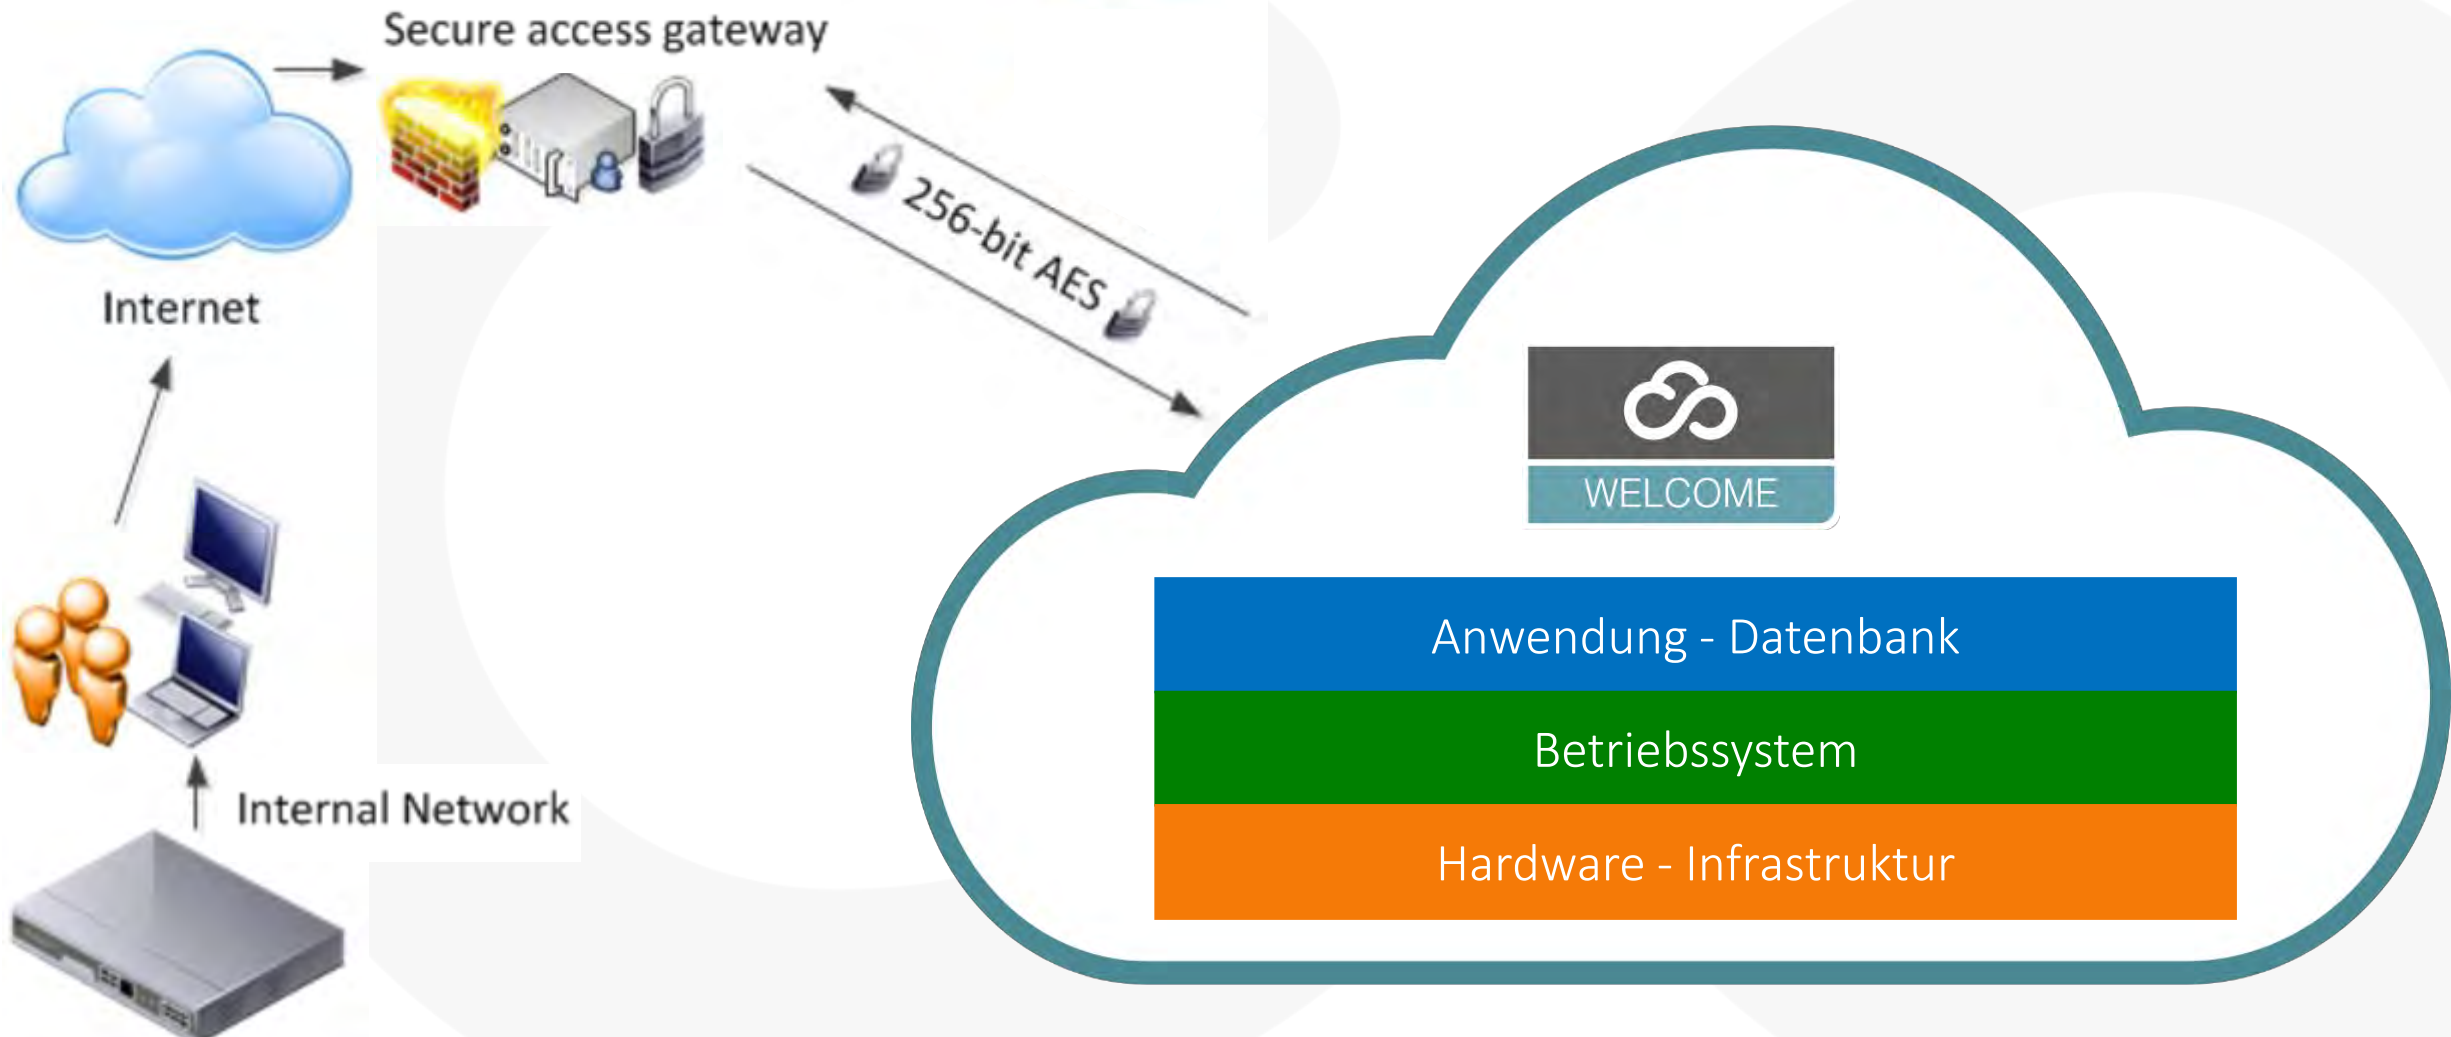 Secure access gateway
Internet
256-bit AES
WELCOME
Anwendung - Datenbank
Betriebssystem
Internal Network
Hardware - Infrastruktur